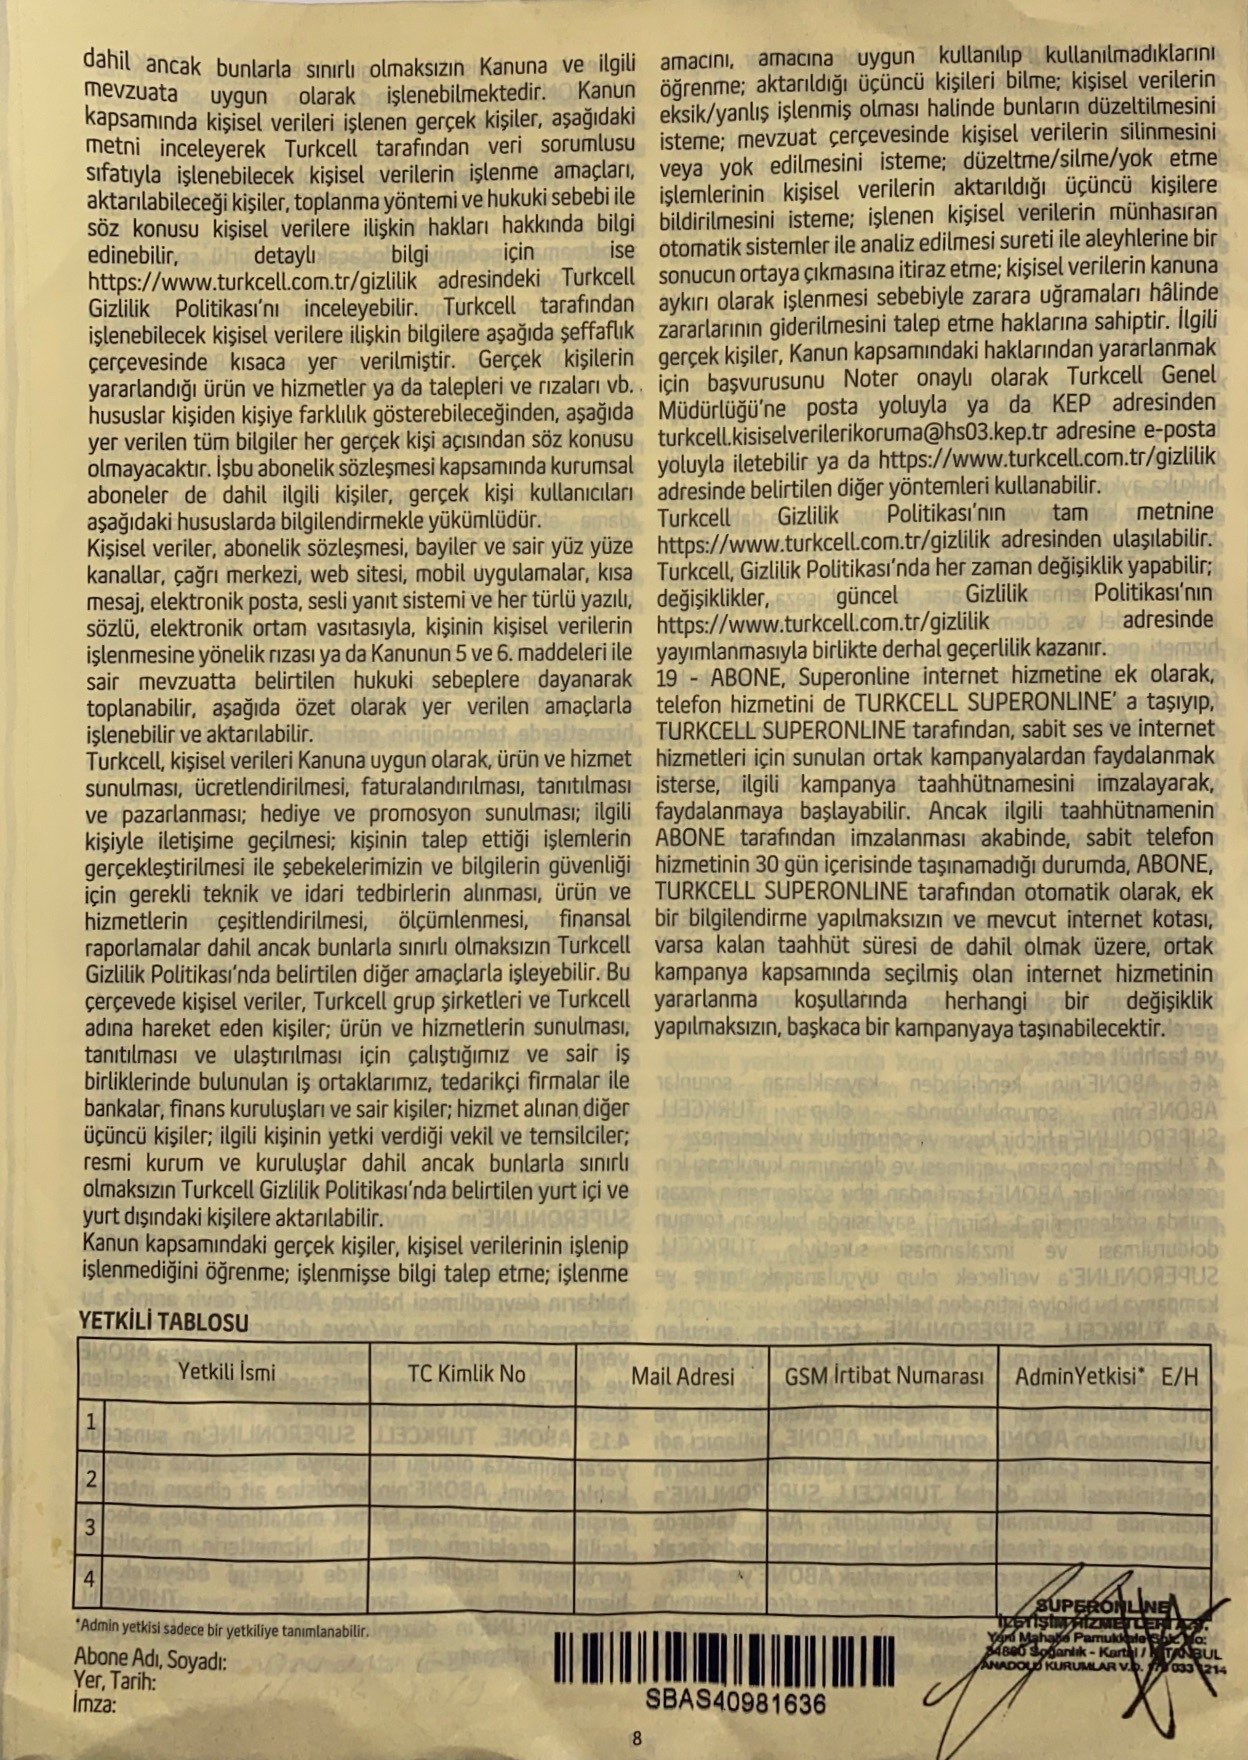 dahil ancak bunlarla sınırlı olmaksızın Kanuna ve ilgili
mevzuata uygun olarak işlenebilmektedir. Kanun
kapsamında kişisel verileri işlenen gerçek kişiler, aşağıdaki
metni inceleyerek Turkcell tarafından veri sorumlusu
sıfatıyla işlenebilecek kişisel verilerin işlenme amaçları,
aktarılabileceği kişiler, toplanma yöntemi ve hukuki sebebi ile
söz konusu kişisel verilere ilişkin hakları hakkında bilgi
edinebilir, detaylı bilgi için ise
https://www.turkcell.com.tr/gizlilik adresindeki Turkcell
Gizlilik Politikası'nı inceleyebilir. Turkcell tarafından
işlenebilecek kişisel verilere ilişkin bilgilere aşağıda şeffaflık
çerçevesinde kısaca yer verilmiştir. Gerçek kişilerin
yararlandığı ürün ve hizmetler ya da talepleri ve rızaları vb.
hususlar kişiden kişiye farklılık gösterebileceğinden, aşağıda
yer verilen tüm bilgiler her gerçek kişi açısından söz konusu
olmayacaktır. İşbu abonelik sözleşmesi kapsamında kurumsal
aboneler de dahil ilgili kişiler, gerçek kişi kullanıcıları
aşağıdaki hususlarda bilgilendirmekle yükümlüdür.
Kişisel veriler, abonelik sözleşmesi, bayiler ve sair yüz yüze
kanallar, çağrı merkezi, web sitesi, mobil uygulamalar, kısa
mesaj, elektronik posta, sesli yanıt sistemi ve her türlü yazılı,
sözlü, elektronik ortam vasıtasıyla, kişinin kişisel verilerin
işlenmesine yönelik rızası ya da Kanunun 5 ve 6. maddeleri ile
sair mevzuatta belirtilen hukuki sebeplere dayanarak
toplanabilir, aşağıda özet olarak yer verilen amaçlarla
işlenebilir ve aktarılabilir.
Turkcell, kişisel verileri Kanuna uygun olarak, ürün ve hizmet
sunulması, ücretlendirilmesi, faturalandırılması, tanıtılması
ve pazarlanması; hediye ve promosyon sunulması; ilgili
kişiyle iletişime geçilmesi; kişinin talep ettiği işlemlerin
gerçekleştirilmesi ile şebekelerimizin ve bilgilerin güvenliği
için gerekli teknik ve idari tedbirlerin alınması, ürün ve
hizmetlerin çeşitlendirilmesi, ölçümlenmesi, finansal
raporlamalar dahil ancak bunlarla sınırlı olmaksızın Turkcell
Gizlilik Politikası'nda belirtilen diğer amaçlarla işleyebilir. Bu
çerçevede kişisel veriler, Turkcell grup şirketleri ve Turkcell
adına hareket eden kişiler; ürün ve hizmetlerin sunulması,
tanıtılması ve ulaştırılması için çalıştığımız ve sair iş
birliklerinde bulunulan iş ortaklarımız, tedarikçi firmalar ile
bankalar, finans kuruluşları ve sair kişiler; hizmet alınan diğer
üçüncü kişiler; ilgili kişinin yetki verdiği vekil ve temsilciler;
resmi kurum ve kuruluşlar dahil ancak bunlarla sınırlı
olmaksızın Turkcell Gizlilik Politikası'nda belirtilen yurt içi ve
yurt dışındaki kişilere aktarılabilir.
Kanun kapsamındaki gerçek kişiler, kişisel verilerinin işlenip
işlenmediğini öğrenme; işlenmişse bilgi talep etme; işlenme
amacını, amacına uygun kullanılıp kullanılmadıklarını
öğrenme; aktarıldığı üçüncü kişileri bilme; kişisel verilerin
eksik/yanlış işlenmiş olması halinde bunların düzeltilmesini
isteme; mevzuat çerçevesinde kişisel verilerin silinmesini
veya yok edilmesini isteme; düzeltme/silme/yok etme
işlemlerinin kişisel verilerin aktarıldığı üçüncü kişilere
bildirilmesini isteme; işlenen kişisel verilerin münhasıran
otomatik sistemler ile analiz edilmesi sureti ile aleyhlerine bir
sonucun ortaya çıkmasına itiraz etme; kişisel verilerin kanuna
aykırı olarak işlenmesi sebebiyle zarara uğramaları hâlinde
zararlarının giderilmesini talep etme haklarına sahiptir. İlgili
gerçek kişiler, Kanun kapsamındaki haklarından yararlanmak
için başvurusunu Noter onaylı olarak Turkcell Genel
Müdürlüğü'ne posta yoluyla ya da KEP adresinden
turkcell.kisiselverilerikoruma@hs03.kep.tr adresine e-posta
yoluyla iletebilir ya da https://www.turkcell.com.tr/gizlilik
adresinde belirtilen diğer yöntemleri kullanabilir.
Turkcell Gizlilik Politikası'nın tam metnine
https://www.turkcell.com.tr/gizlilik adresinden ulaşılabilir.
Turkcell, Gizlilik Politikası'nda her zaman değişiklik yapabilir;
değişiklikler, güncel Gizlilik Politikası'nın
https://www.turkcell.com.tr/gizlilik adresinde
yayımlanmasıyla birlikte derhal geçerlilik kazanır.
19 - ABONE, Superonline internet hizmetine ek olarak,
telefon hizmetini de TURKCELL SUPERONLINE' a taşıyıp,
TURKCELL SUPERONLINE tarafından, sabit ses ve internet
hizmetleri için sunulan ortak kampanyalardan faydalanmak
isterse, ilgili kampanya taahhütnamesini imzalayarak,
faydalanmaya başlayabilir. Ancak ilgili taahhütnamenin
ABONE tarafından imzalanması akabinde, sabit telefon
hizmetinin 30 gün içerisinde taşınamadığı durumda, ABONE,
TURKCELL SUPERONLINE tarafından otomatik olarak, ek
bir bilgilendirme yapılmaksızın ve mevcut internet kotası,
varsa kalan taahhüt süresi de dahil olmak üzere, ortak
kampanya kapsamında seçilmiş olan internet hizmetinin
yararlanma koşullarında herhangi bir değişiklik
yapılmaksızın, başkaca bir kampanyaya taşınabilecektir.
YETKİLİ TABLOSU
Yetkili İsmi TC Kimlik No Mail Adresi GSM İrtibat Numarası AdminYetkisi* E/H
1
2
3
4
*Admin yetkisi sadece bir yetkiliye tanımlanabilir.
Abone Adı, Soyadı:
Yer, Tarih:
İmza:
SBAS40981636
SUPERONLINE
İLETİŞİM HİZMETLERİ A.Ş.
Yeni Mahalle Pamukkale Sok. No:
34880 Soğanlık - Kartal / İSTANBUL
ANADOLU KURUMLAR V.D.
8